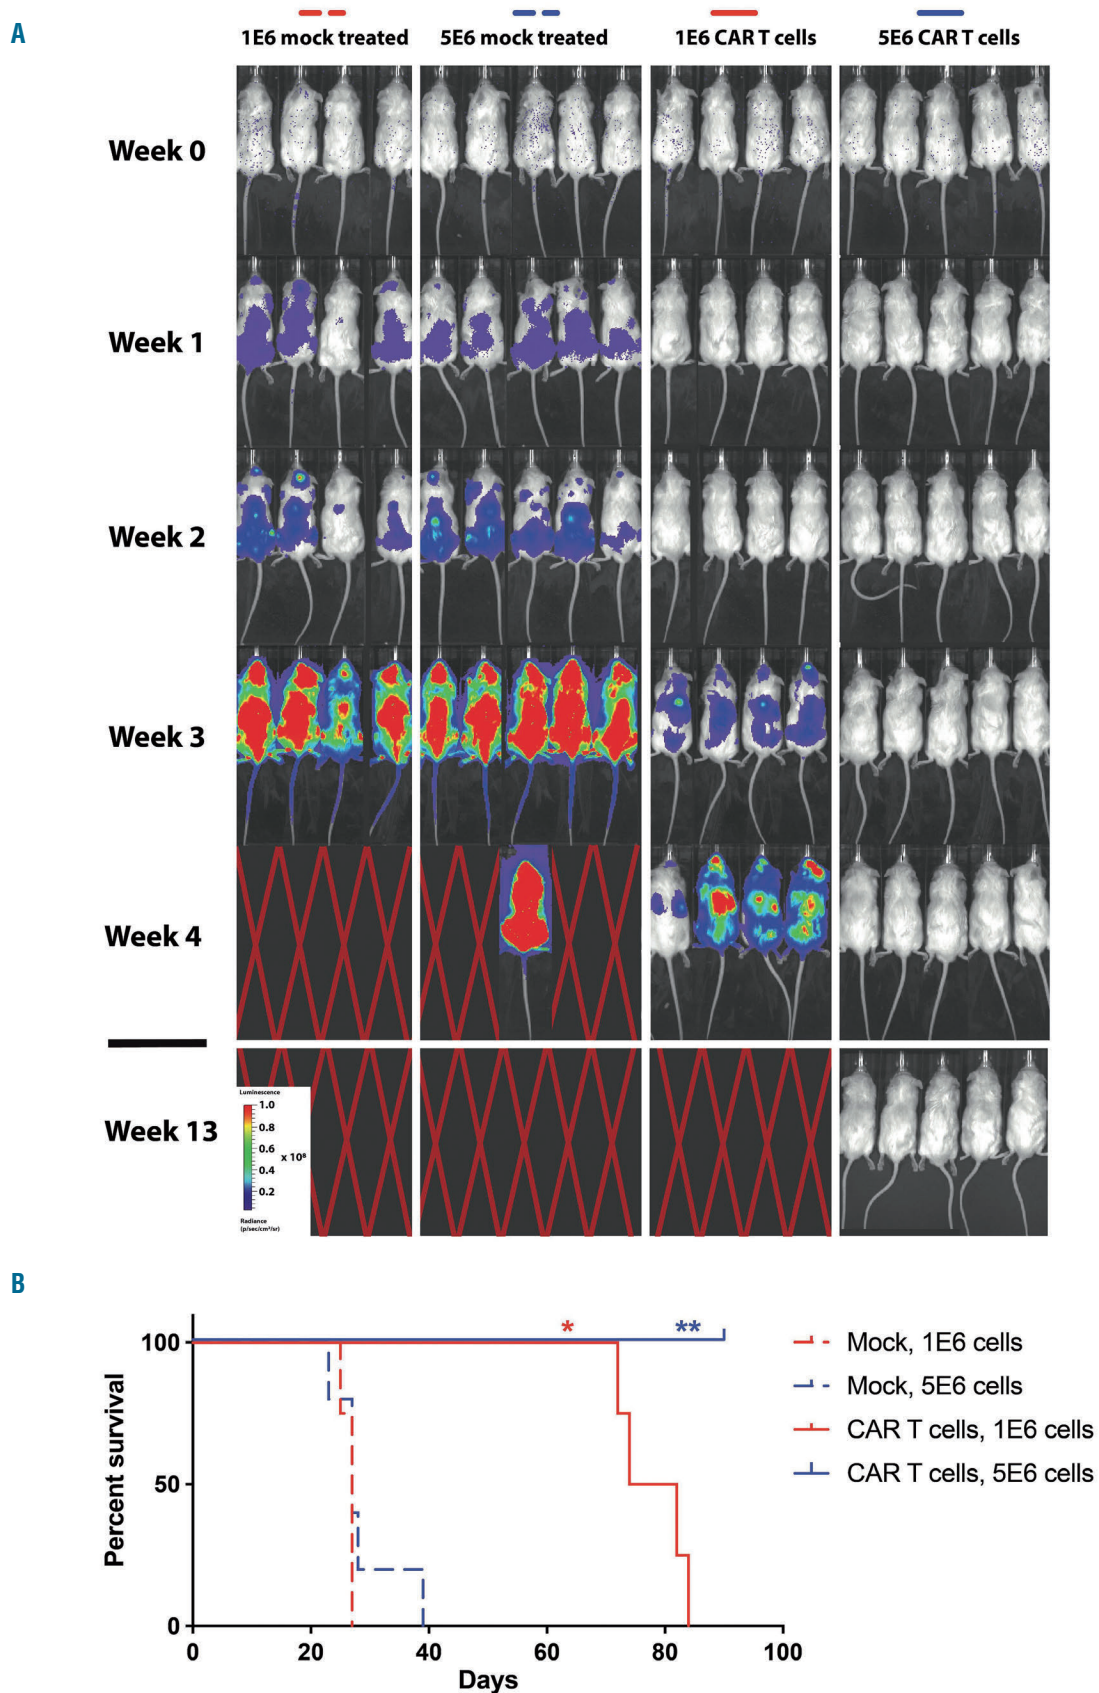 A
1E6 mock treated 5E6 mock treated 1E6 CAR T cells 5E6 CAR T cells
Week 0
Week 1
Week 2
Week 3
Week 4
Week 13
Luminescence
1.0
0.8
0.6
x 10⁶
0.4
0.2
Radiance
(p/sec/cm²/sr)
B
* **
100
50
0
Percent survival
0 20 40 60 80 100
Days
Mock, 1E6 cells
Mock, 5E6 cells
CAR T cells, 1E6 cells
CAR T cells, 5E6 cells